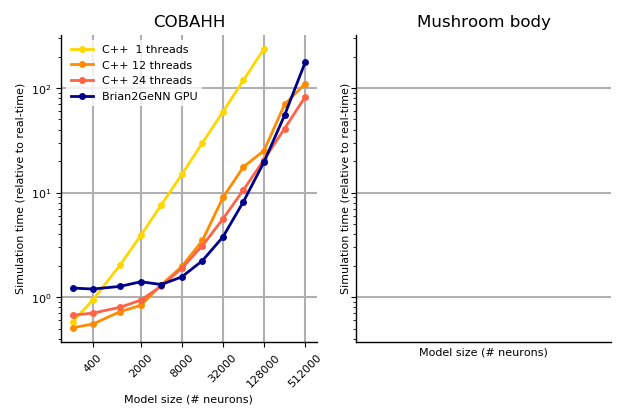 COBAHH
C++  1 threads
C++ 12 threads
C++ 24 threads
Brian2GeNN GPU
Simulation time (relative to real-time)
10²
10¹
10⁰
400
2000
8000
32000
128000
512000
Model size (# neurons)
Mushroom body
Simulation time (relative to real-time)
Model size (# neurons)